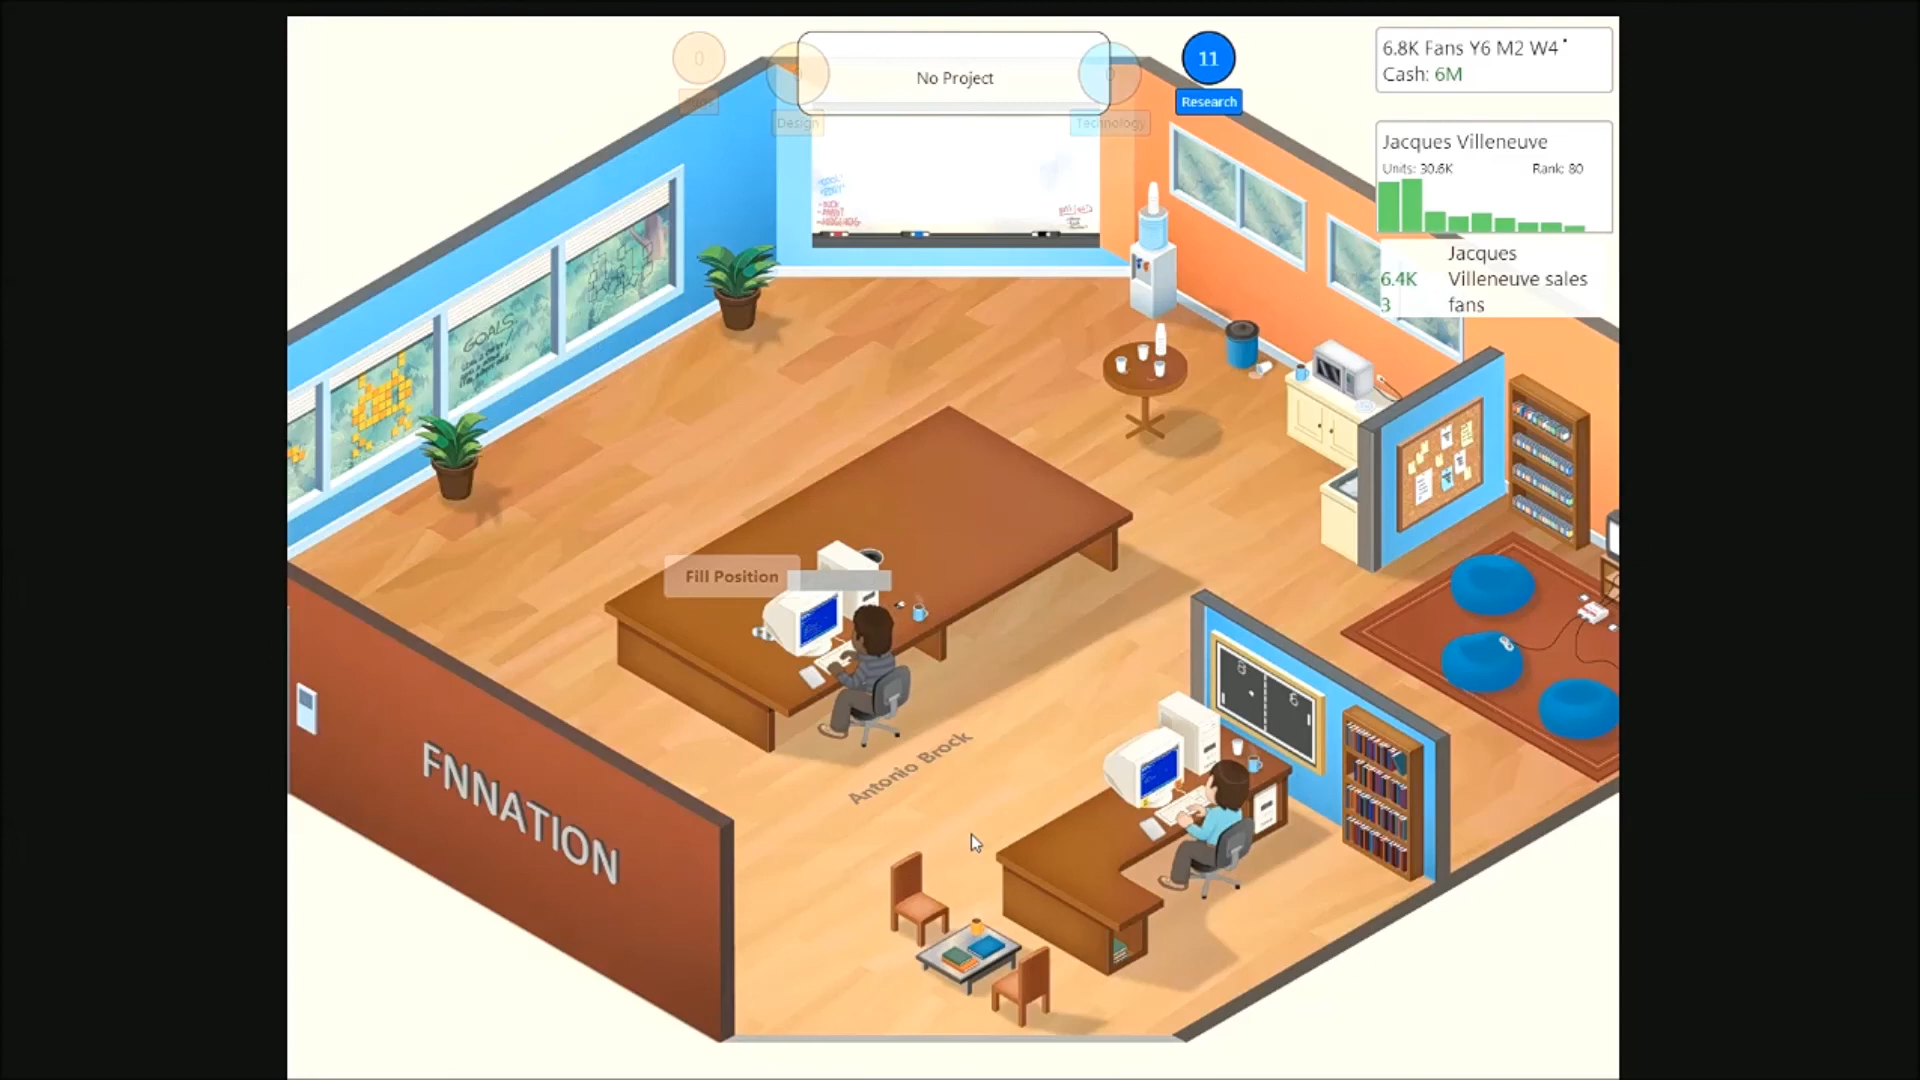 0
No Project
11
Research
Design
Technology
6.8K Fans Y6 M2 W4
Cash: 6M
Jacques Villeneuve
Units: 30.6K
Rank: 80
Jacques
6.4K Villeneuve sales
3 fans
GOALS
Fill Position
Antonio Brock
FNNATION